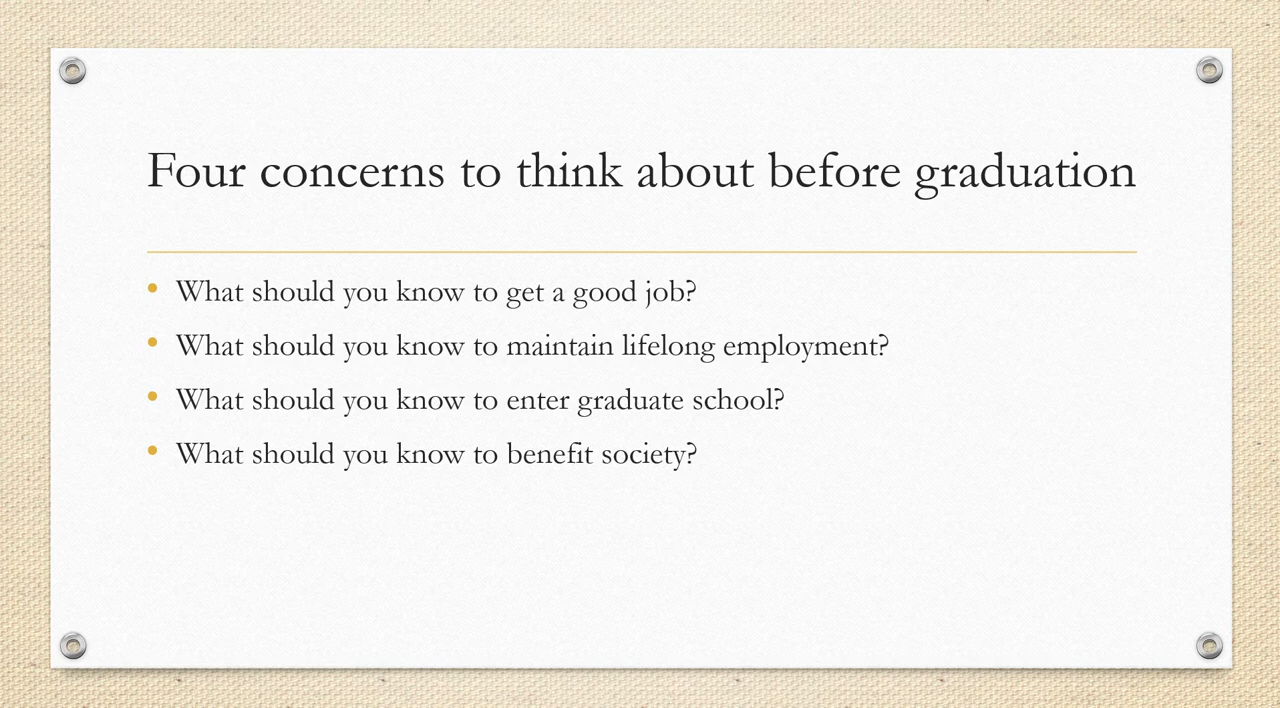 Four concerns to think about before graduation
• What should you know to get a good job?
• What should you know to maintain lifelong employment?
• What should you know to enter graduate school?
• What should you know to benefit society?